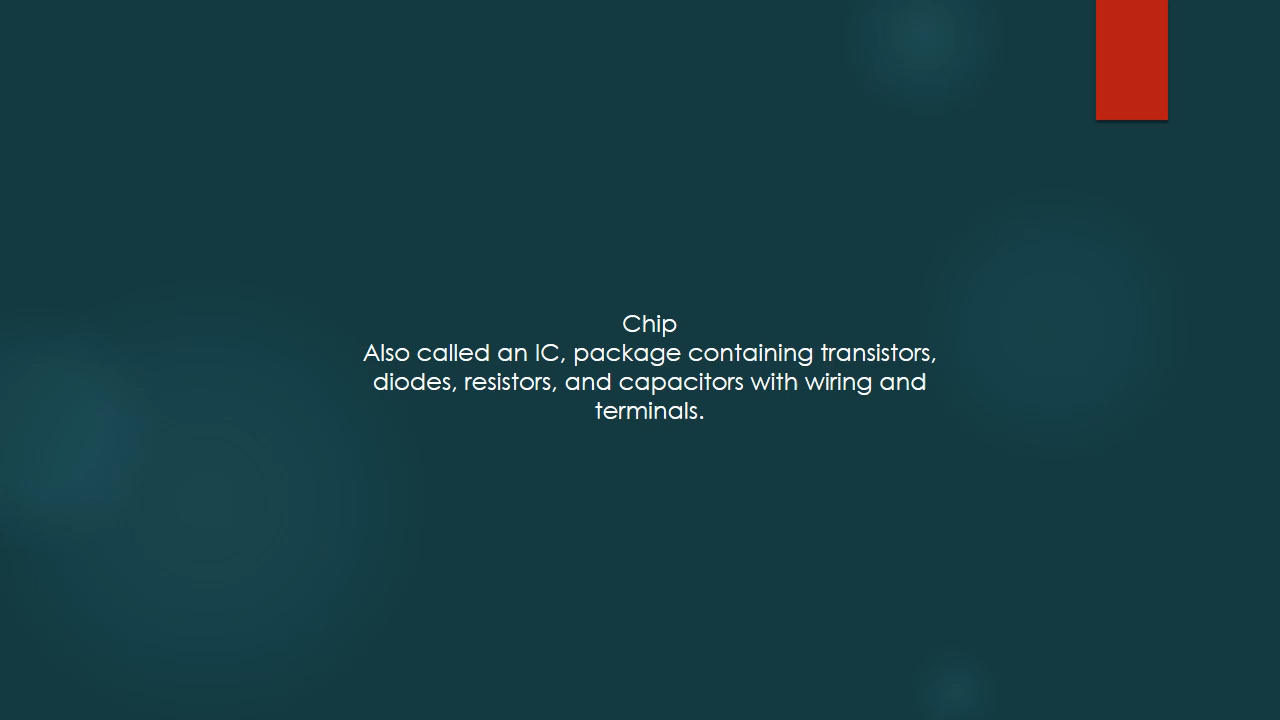 Chip
Also called an IC, package containing transistors,
diodes, resistors, and capacitors with wiring and
terminals.